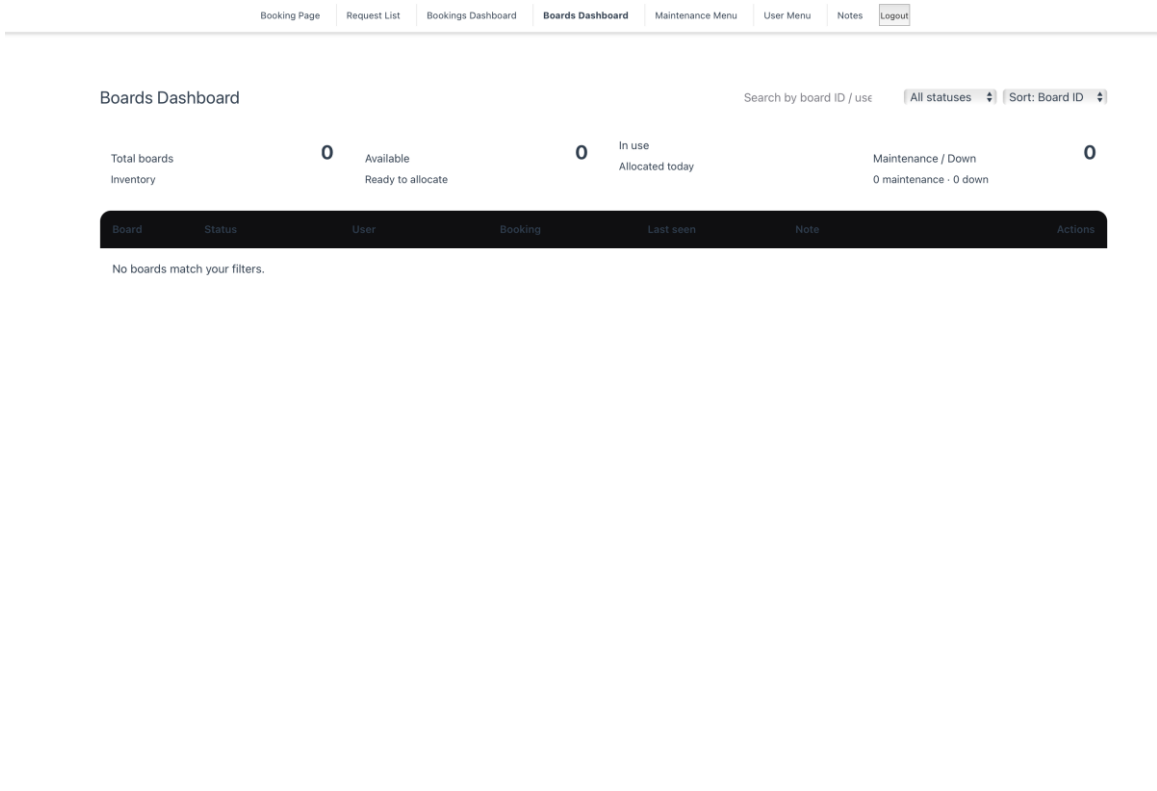 Booking Page Request List Bookings Dashboard Boards Dashboard Maintenance Menu User Menu Notes Logout
Boards Dashboard
Search by board ID / use
All statuses
Sort: Board ID
Total boards
0
Inventory
Available
0
Ready to allocate
In use
Allocated today
Maintenance / Down
0
0 maintenance · 0 down
Board Status User Booking Last seen Note Actions
No boards match your filters.